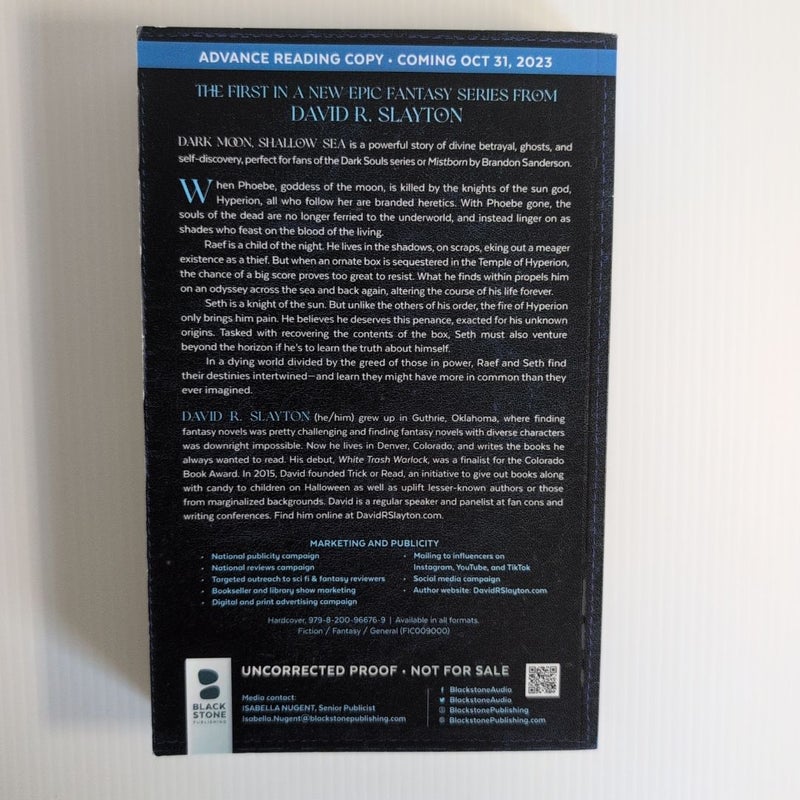 ADVANCE READING COPY • COMING OCT 31, 2023
THE FIRST IN A NEW EPIC FANTASY SERIES FROM
DAVID R. SLAYTON
DARK MOON, SHALLOW SEA is a powerful story of divine betrayal, ghosts, and
self-discovery, perfect for fans of the Dark Souls series or Mistborn by Brandon Sanderson.
When Phoebe, goddess of the moon, is killed by the knights of the sun god,
Hyperion, all who follow her are branded heretics. With Phoebe gone, the
souls of the dead are no longer ferried to the underworld, and instead linger on as
shades who feast on the blood of the living.
Raef is a child of the night. He lives in the shadows, on scraps, eking out a meager
existence as a thief. But when an ornate box is sequestered in the Temple of Hyperion,
the chance of a big score proves too great to resist. What he finds within propels him
on an odyssey across the sea and back again, altering the course of his life forever.
Seth is a knight of the sun. But unlike the others of his order, the fire of Hyperion
only brings him pain. He believes he deserves this penance, exacted for his unknown
origins. Tasked with recovering the contents of the box, Seth must also venture
beyond the horizon if he's to learn the truth about himself.
In a dying world divided by the greed of those in power, Raef and Seth find
their destinies intertwined—and learn they might have more in common than they
ever imagined.
DAVID R. SLAYTON (he/him) grew up in Guthrie, Oklahoma, where finding
fantasy novels was pretty challenging and finding fantasy novels with diverse characters
was downright impossible. Now he lives in Denver, Colorado, and writes the books he
always wanted to read. His debut, White Trash Warlock, was a finalist for the Colorado
Book Award. In 2015, David founded Trick or Read, an initiative to give out books along
with candy to children on Halloween as well as uplift lesser-known authors or those
from marginalized backgrounds. David is a regular speaker and panelist at fan cons and
writing conferences. Find him online at DavidRSlayton.com.
MARKETING AND PUBLICITY
• National publicity campaign
• National reviews campaign
• Targeted outreach to sci fi & fantasy reviewers
• Bookseller and library show marketing
• Digital and print advertising campaign
• Mailing to influencers on
Instagram, YouTube, and TikTok
• Social media campaign
• Author website: DavidRSlayton.com
Hardcover, 979-8-200-96676-9 | Available in all formats.
Fiction / Fantasy / General (FIC009000)
BLACK
STONE
PUBLISHING
UNCORRECTED PROOF • NOT FOR SALE
Media contact:
ISABELLA NUGENT, Senior Publicist
Isabella.Nugent@blackstonepublishing.com
BlackstoneAudio
BlackstoneAudio
BlackstonePublishing
BlackstonePublishing.com